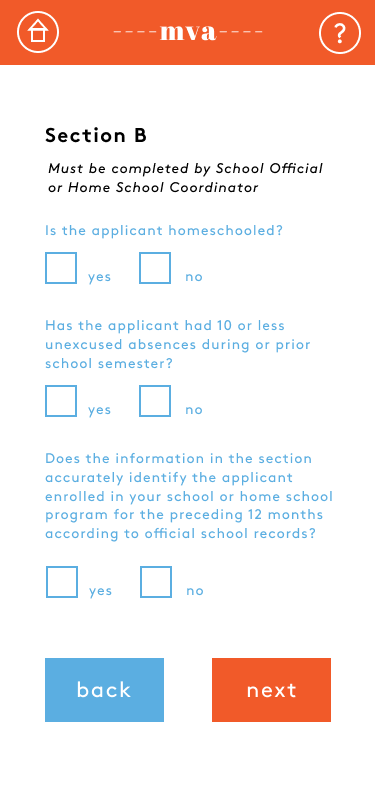 ----mva----
?
Section B
Must be completed by School Official
or Home School Coordinator
Is the applicant homeschooled?
yes no
Has the applicant had 10 or less
unexcused absences during or prior
school semester?
yes no
Does the information in the section
accurately identify the applicant
enrolled in your school or home school
program for the preceding 12 months
according to official school records?
yes no
back next